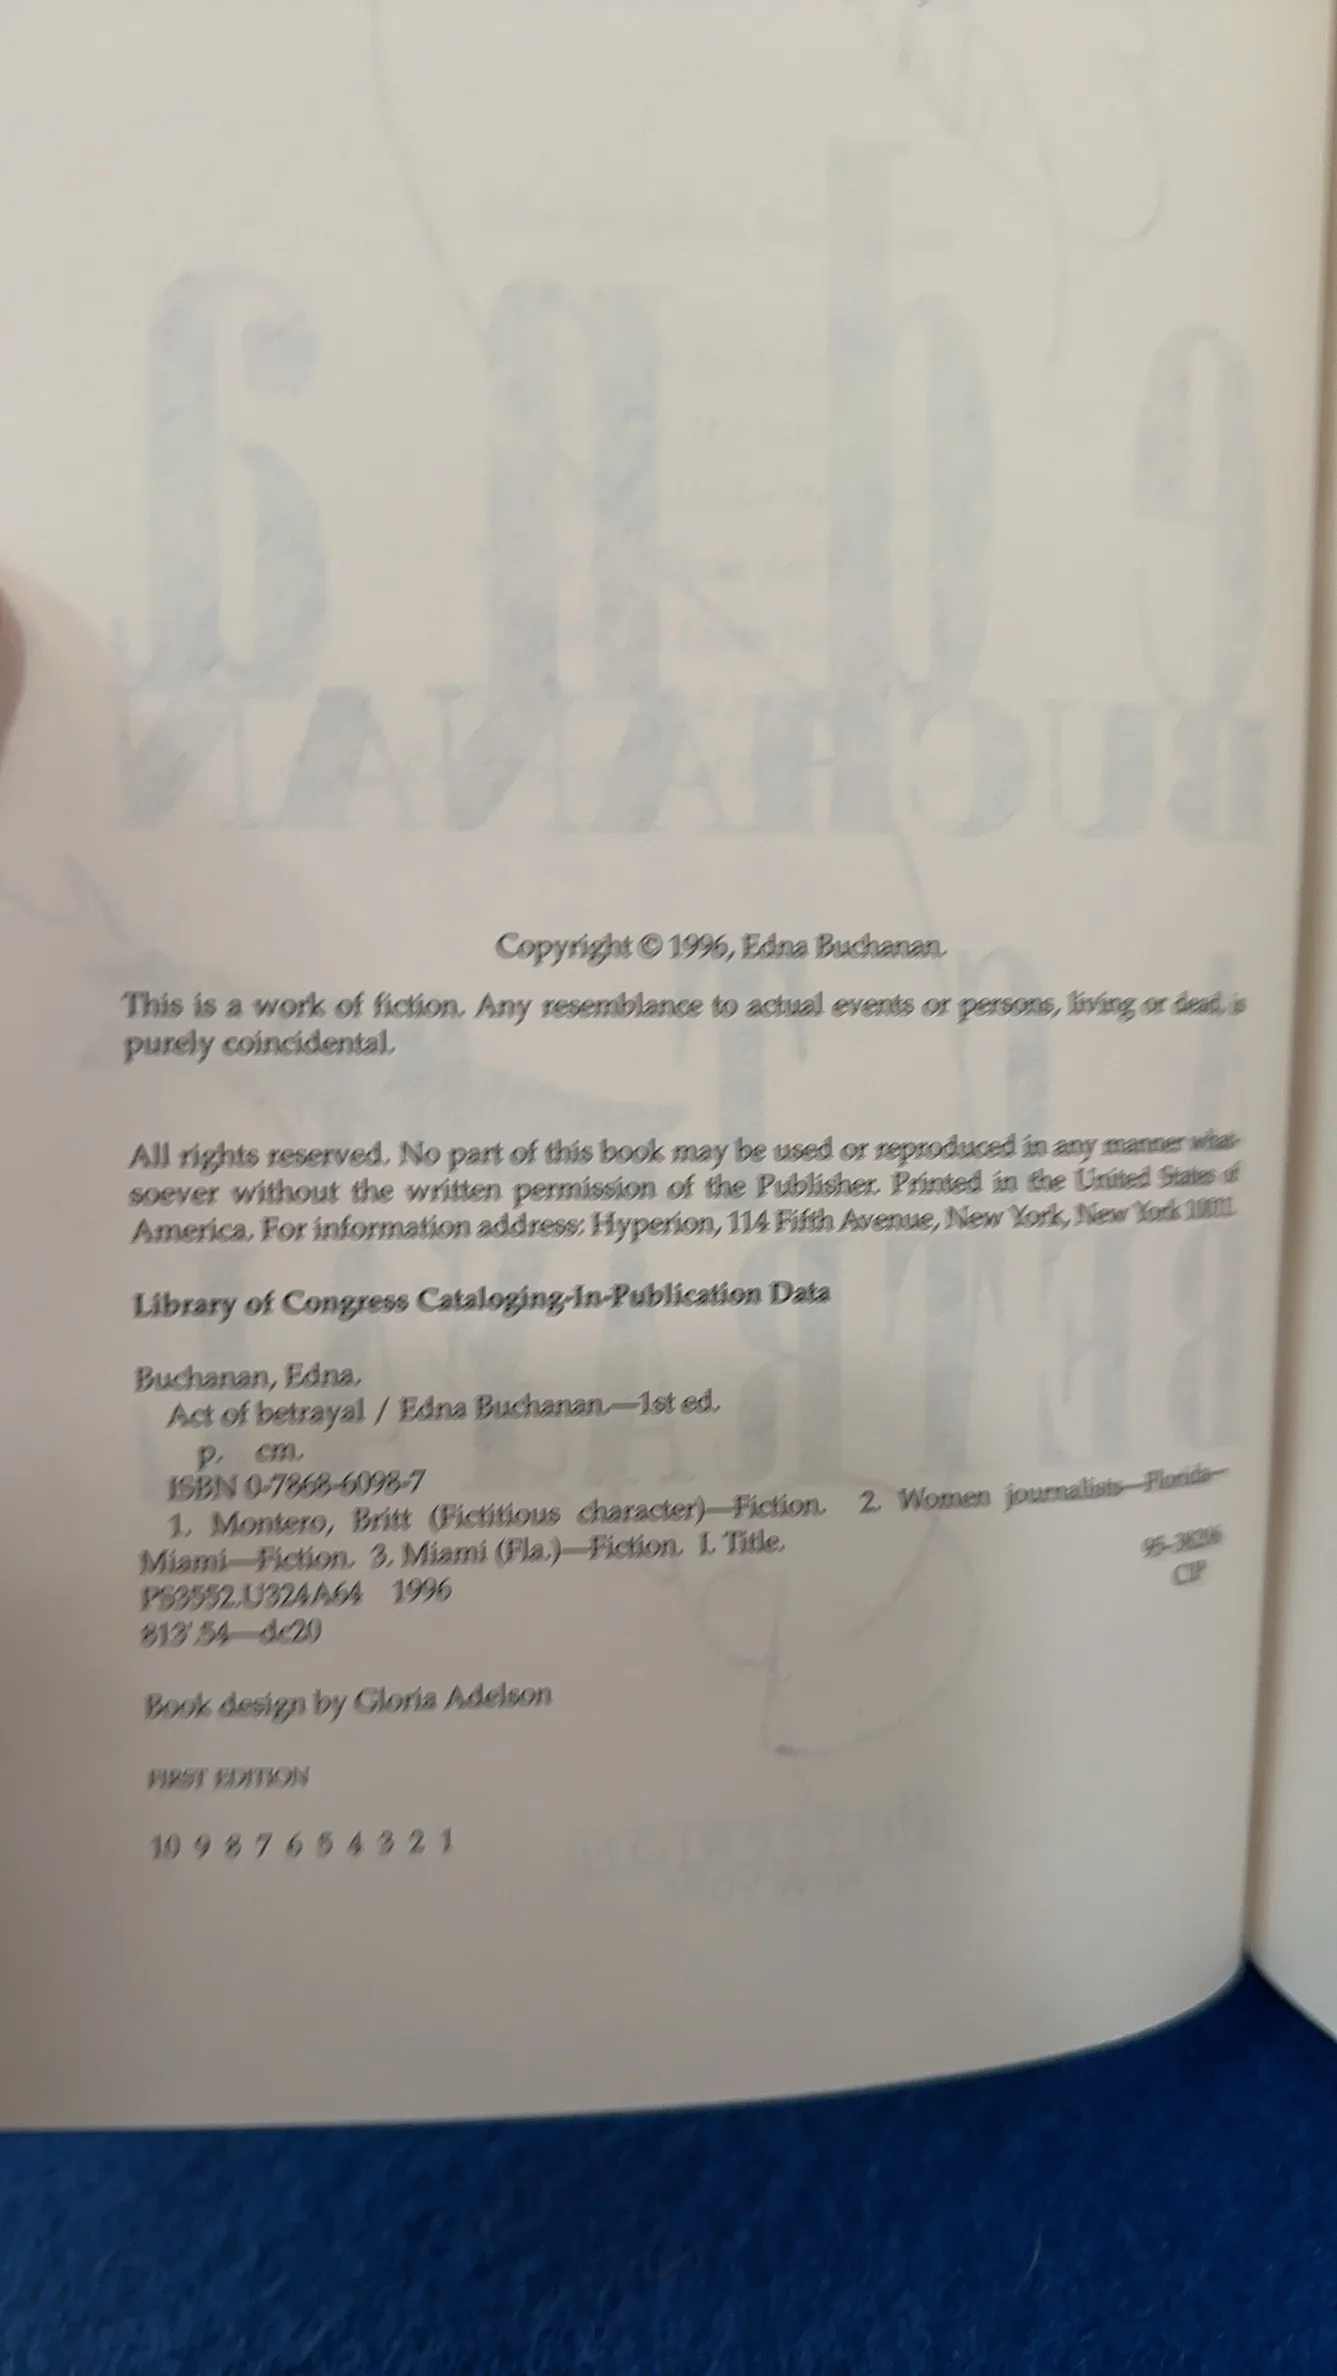 Copyright © 1996, Edna Buchanan.
This is a work of fiction. Any resemblance to actual events or persons, living or dead, is
purely coincidental.
All rights reserved. No part of this book may be used or reproduced in any manner what-
soever without the written permission of the Publisher. Printed in the United States of
America. For information address: Hyperion, 114 Fifth Avenue, New York, New York 10011.
Library of Congress Cataloging-In-Publication Data
Buchanan, Edna.
Act of betrayal / Edna Buchanan.—1st ed.
p. cm.
ISBN 0-7868-6098-7
1. Montero, Britt (Fictitious character)—Fiction. 2. Women journalists—Florida—
Miami—Fiction. 3. Miami (Fla.)—Fiction. I. Title.
PS3552.U324A64 1996
813'.54—dc20
CIP
Book design by Gloria Adelson
FIRST EDITION
10 9 8 7 6 5 4 3 2 1